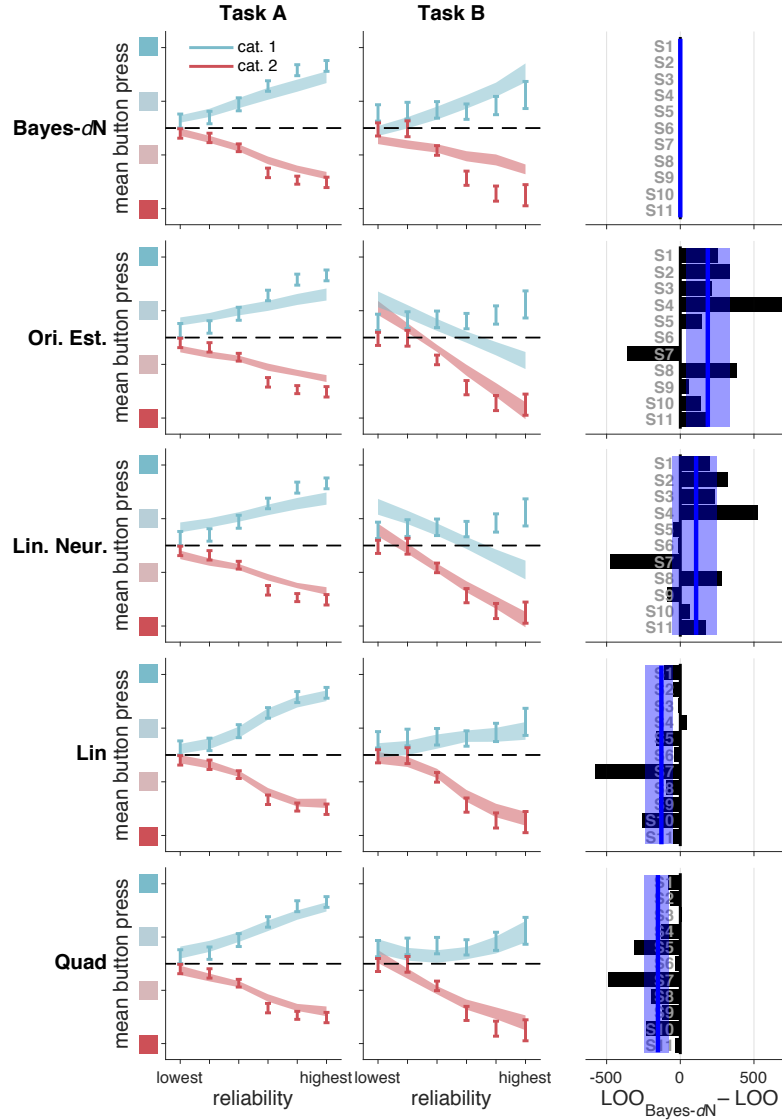 Task A
Task B
cat. 1
cat. 2
Bayes-dN
mean button press
S1
S2
S3
S4
S5
S6
S7
S8
S9
S10
S11
Ori. Est.
mean button press
S1
S2
S3
S4
S5
S6
S7
S8
S9
S10
S11
Lin. Neur.
mean button press
S1
S2
S3
S4
S5
S6
S7
S8
S9
S10
S11
Lin
mean button press
S1
S2
S3
S4
S5
S6
S7
S8
S9
S10
S11
Quad
mean button press
S1
S2
S3
S4
S5
S6
S7
S8
S9
S10
S11
lowest highest
reliability
lowest highest
reliability
-500 0 500
LOO Bayes-dN – LOO